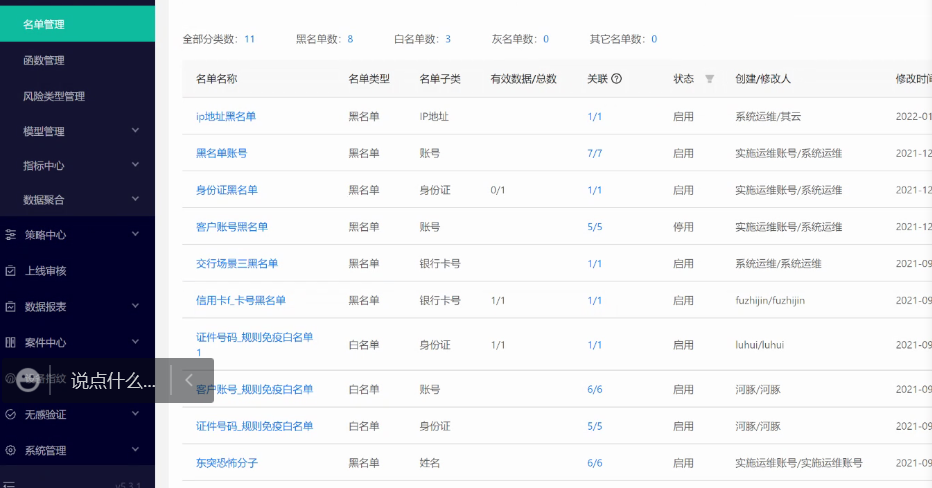 名单管理
函数管理
风险类型管理
模型管理
指标中心
数据聚合
策略中心
上线审核
数据报表
案件中心
设备指纹
说点什么...
无感验证
系统管理
v5.3.1
全部分类数: 11 黑名单数: 8 白名单数: 3 灰名单数: 0 其它名单数: 0
名单名称 名单类型 名单子类 有效数据/总数 关联 状态 创建/修改人 修改时间
ip地址黑名单 黑名单 IP地址 1/1 启用 系统运维/其云 2022-01
黑名单账号 黑名单 账号 7/7 启用 实施运维账号/系统运维 2021-12
身份证黑名单 黑名单 身份证 0/1 1/1 启用 实施运维账号/系统运维 2021-12
客户账号黑名单 黑名单 账号 5/5 停用 实施运维账号/系统运维 2021-12
交行场景三黑名单 黑名单 银行卡号 1/1 启用 系统运维/系统运维 2021-09
信用卡f_卡号黑名单 黑名单 银行卡号 1/1 1/1 启用 fuzhijin/fuzhijin 2021-09
证件号码_规则免疫白名单
1 白名单 身份证 1/1 1/1 启用 luhui/luhui 2021-09
客户账号_规则免疫白名单 白名单 账号 6/6 启用 河豚/河豚 2021-09
证件号码_规则免疫白名单 白名单 身份证 5/5 启用 河豚/河豚 2021-09
东突恐怖分子 黑名单 姓名 6/6 启用 实施运维账号/实施运维账号 2021-09